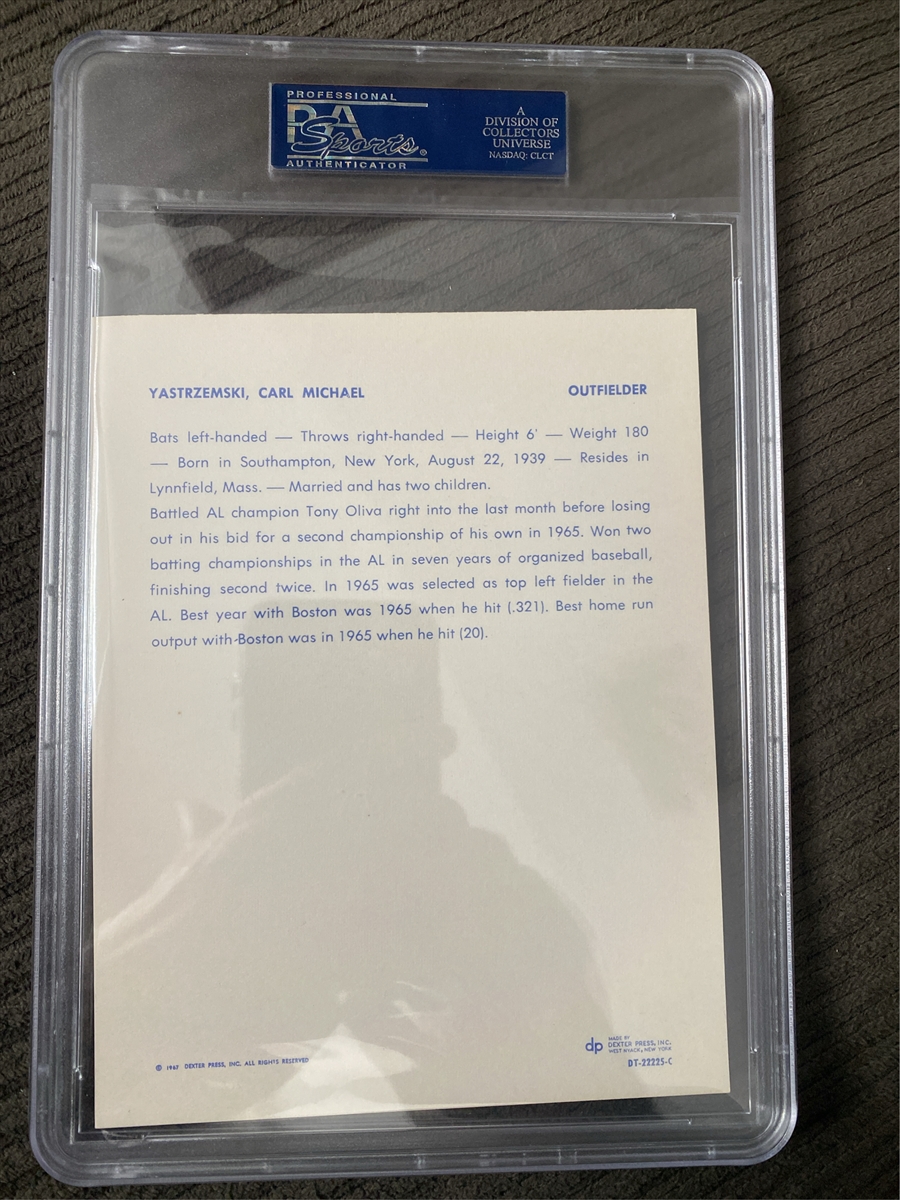 PROFESSIONAL
PSA
Sports®
AUTHENTICATOR
A
DIVISION OF
COLLECTORS
UNIVERSE
NASDAQ: CLCT
YASTRZEMSKI, CARL MICHAEL OUTFIELDER
Bats left-handed — Throws right-handed — Height 6' — Weight 180
— Born in Southampton, New York, August 22, 1939 — Resides in
Lynnfield, Mass. — Married and has two children.
Battled AL champion Tony Oliva right into the last month before losing
out in his bid for a second championship of his own in 1965. Won two
batting championships in the AL in seven years of organized baseball,
finishing second twice. In 1965 was selected as top left fielder in the
AL. Best year with Boston was 1965 when he hit (.321). Best home run
output with Boston was in 1965 when he hit (20).
© 1967 DEXTER PRESS, INC. ALL RIGHTS RESERVED
dp
MADE BY
DEXTER PRESS, INC.
WEST NYACK, NEW YORK
DT-22225-C